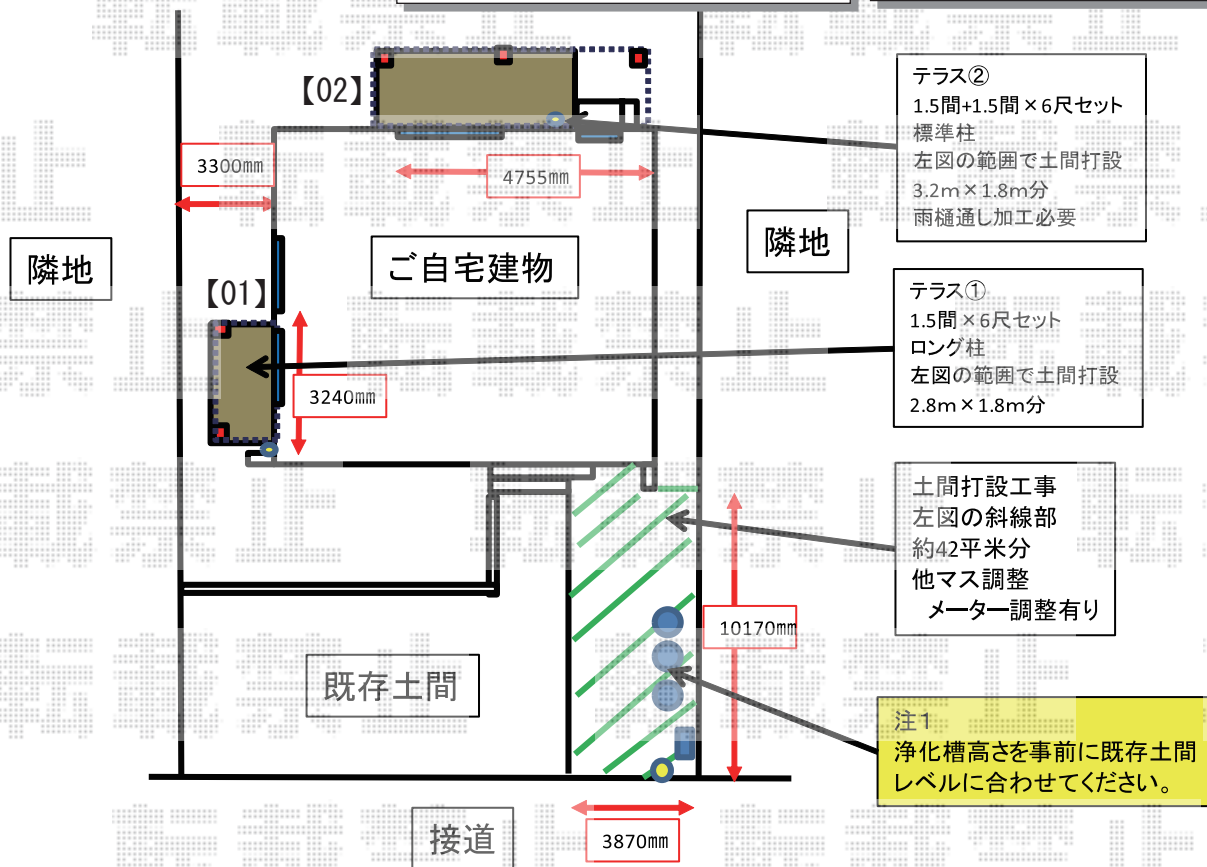 【02】
テラス②
1.5間+1.5間×6尺セット
標準柱
左図の範囲で土間打設
3.2m×1.8m分
雨樋通し加工必要
3300mm
4755mm
隣地
ご自宅建物
隣地
【01】
テラス①
1.5間×6尺セット
ロング柱
左図の範囲で土間打設
2.8m×1.8m分
3240mm
土間打設工事
左図の斜線部
約42平米分
他マス調整
メーター調整有り
10170mm
既存土間
注1
浄化槽高さを事前に既存土間
レベルに合わせてください。
接道
3870mm